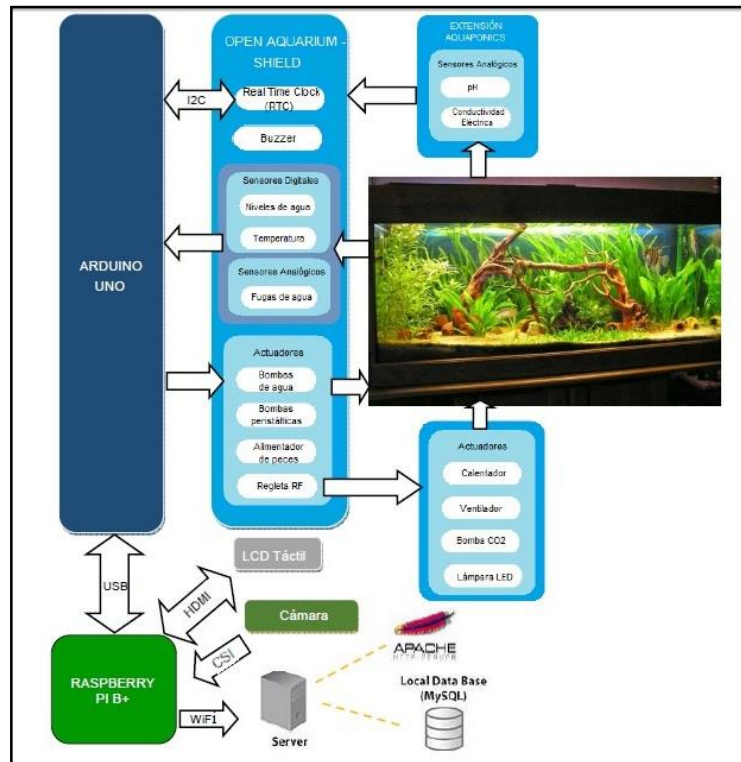 OPEN AQUARIUM -
SHIELD
I2C
Real Time Clock
(RTC)
Buzzer
Sensores Digitales
Niveles de agua
Temperatura
Sensores Analógicos
Fugas de agua
ARDUINO
UNO
Actuadores
Bombas
de agua
Bombas
peristálticas
Alimentador
de peces
Regleta RF
EXTENSIÓN
AQUAPONICS
Sensores Analógicos
pH
Conductividad
Eléctrica
Actuadores
Calentador
Ventilador
Bomba CO2
Lámpara LED
LCD Táctil
USB
HDMI
Cámara
CSI
RASPBERRY
PI B+
WiFi
Server
APACHE
HTTP SERVER
Local Data Base
(MySQL)